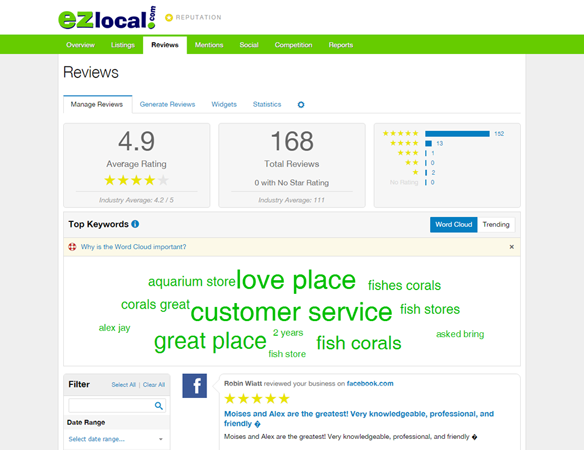 ezlocal.com
REPUTATION
Overview Listings Reviews Mentions Social Competition Reports
Reviews
Manage Reviews Generate Reviews Widgets Statistics
4.9
Average Rating
Industry Average: 4.2 / 5
168
Total Reviews
0 with No Star Rating
Industry Average: 111
152
13
1
0
2
No Rating 0
Top Keywords
Word Cloud Trending
Why is the Word Cloud important? ×
aquarium store love place fishes corals
corals great customer service fish stores
alex jay great place 2 years fish corals asked bring
fish store
Filter Select All | Clear All
Date Range
Select date range...
Robin Wiatt reviewed your business on facebook.com
Moises and Alex are the greatest! Very knowledgeable, professional, and
friendly �
Moises and Alex are the greatest! Very knowledgeable, professional, and friendly �